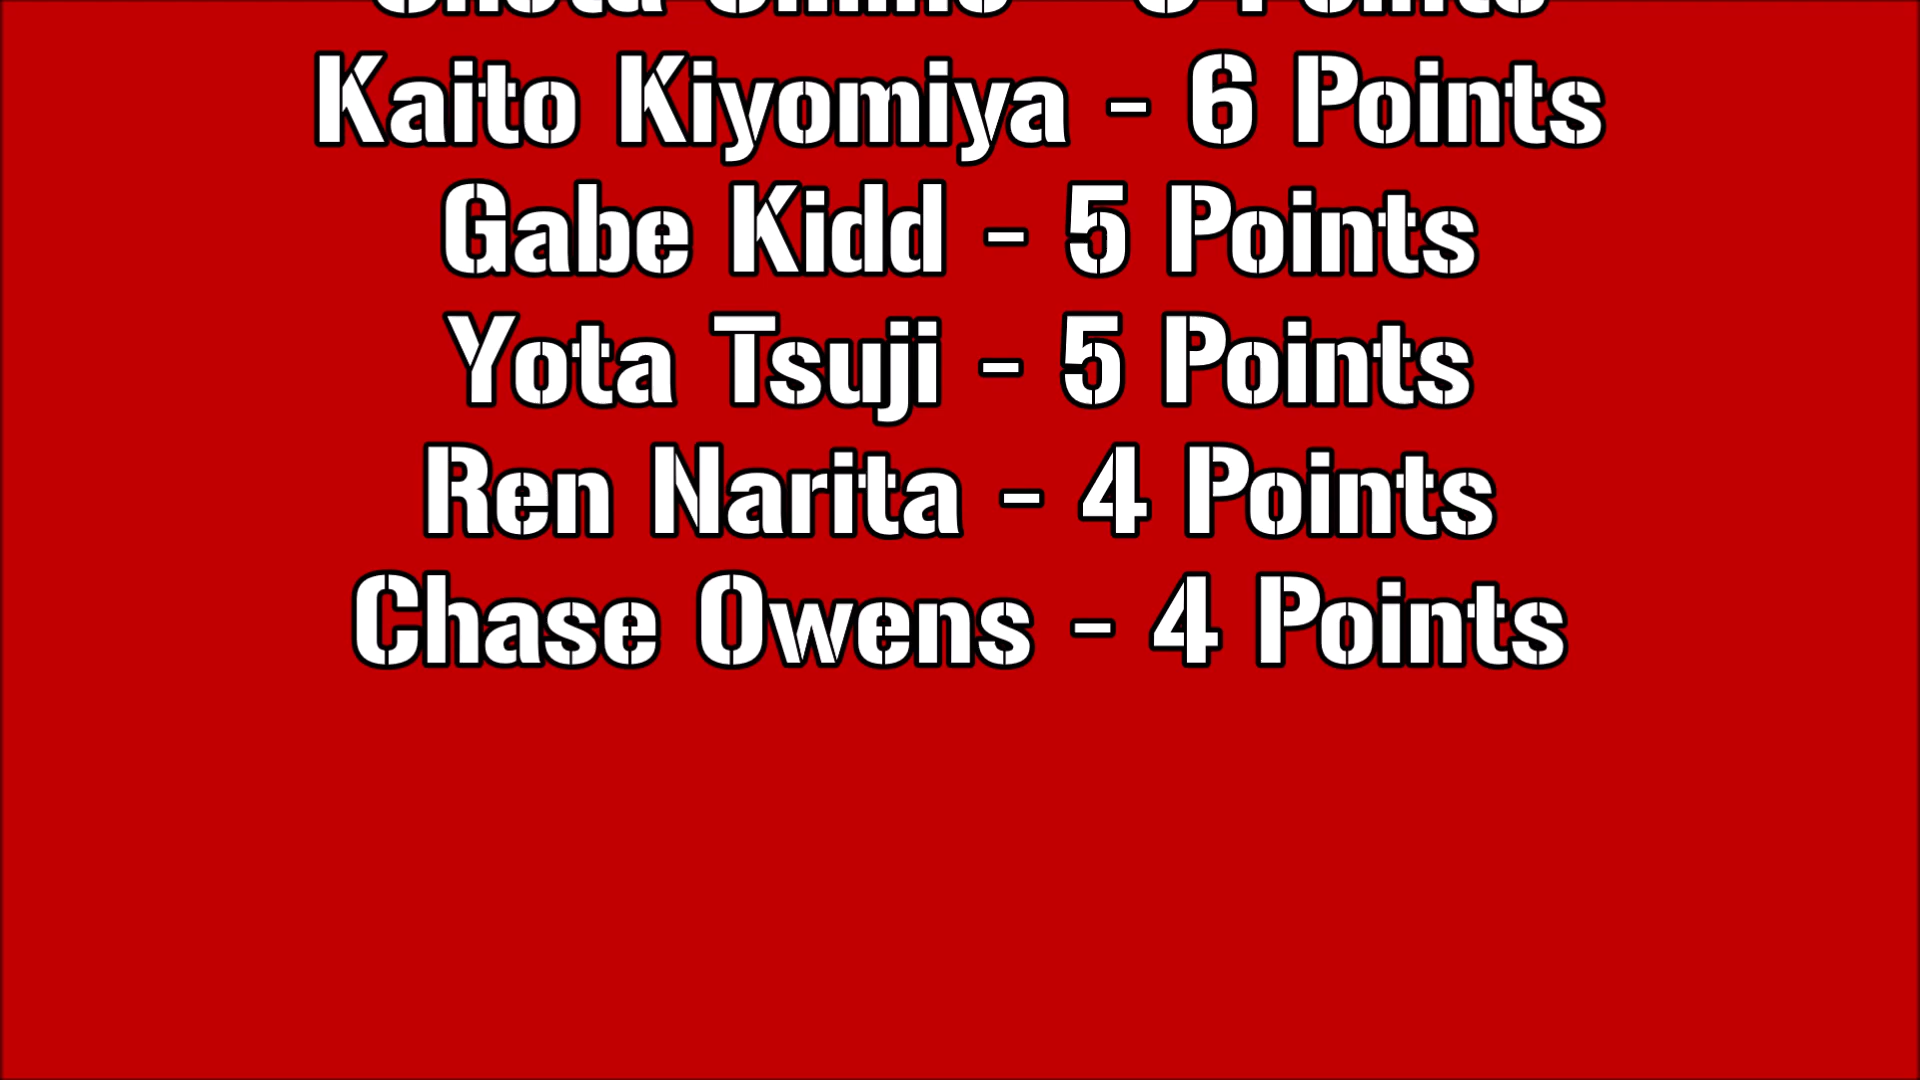 Kaito Kiyomiya - 6 Points
Gabe Kidd - 5 Points
Yota Tsuji - 5 Points
Ren Narita - 4 Points
Chase Owens - 4 Points